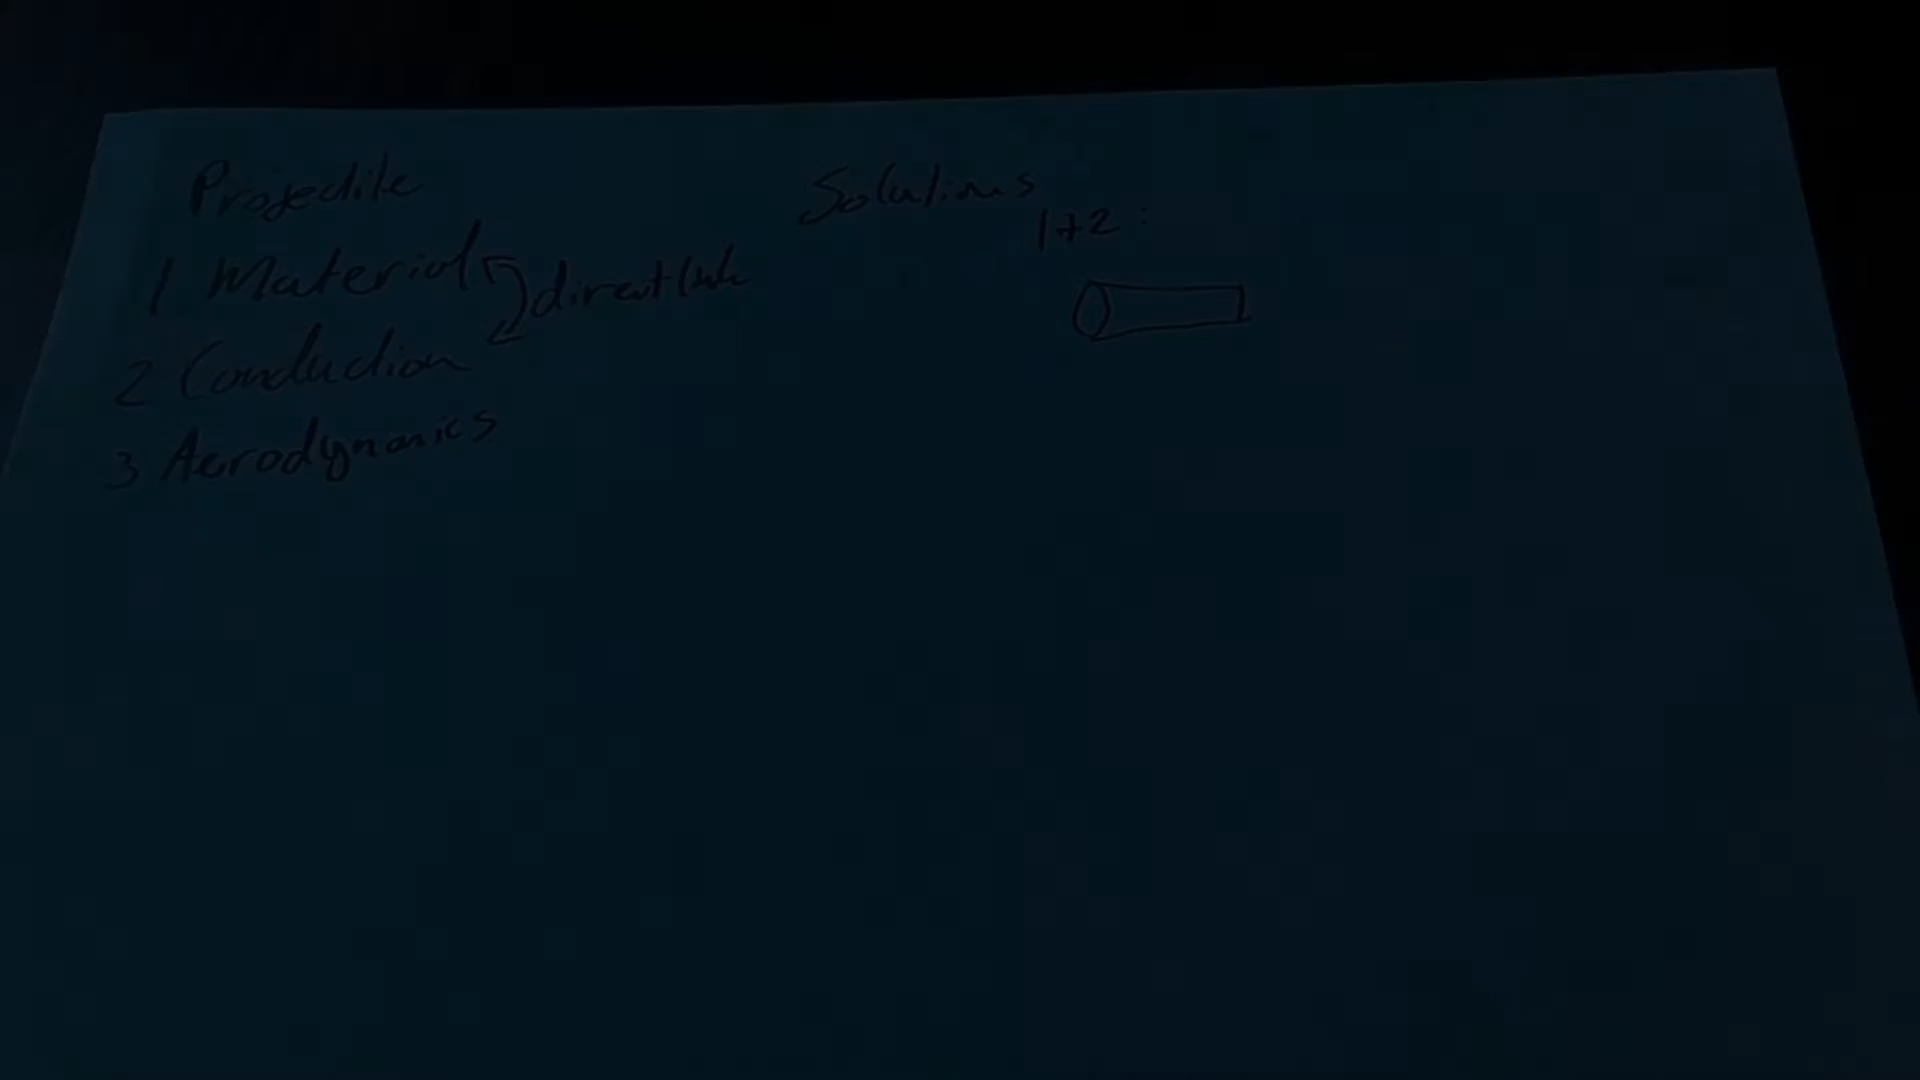 Projectile
1 Material
direct link
2 Conduction
3 Aerodynamics
Solutions
1+2: